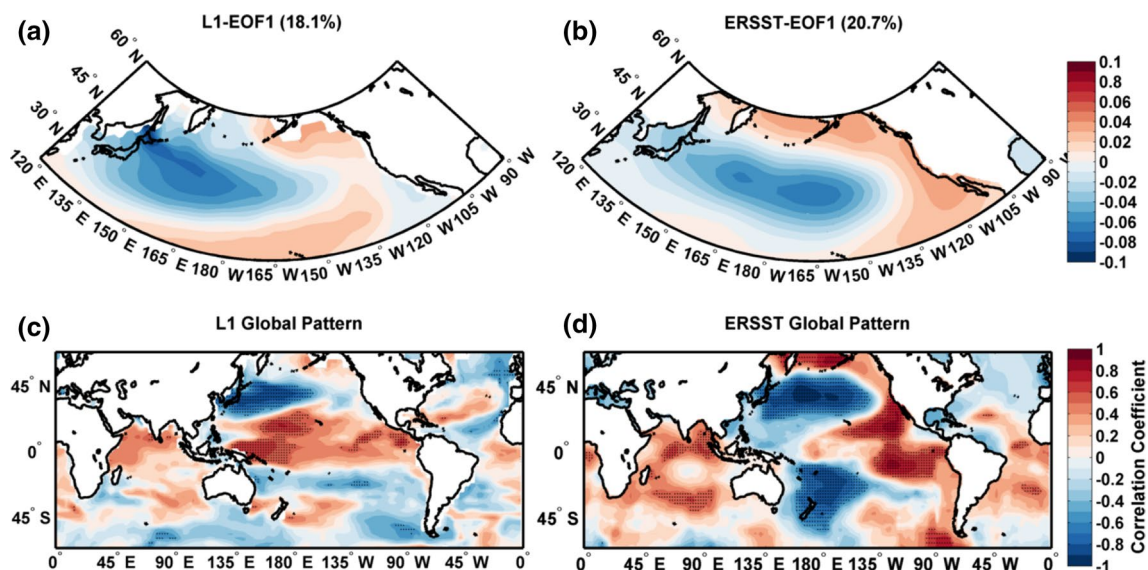 (a) L1-EOF1 (18.1%)
(b) ERSST-EOF1 (20.7%)
60° N
45° N
30° N
120° E
135° E
150° E
165° E
180° W
165° W
150° W
135° W
120° W
105° W
90° W
60° N
45° N
30° N
120° E
135° E
150° E
165° E
180° W
165° W
150° W
135° W
120° W
105° W
90° W
0.1
0.8
0.06
0.04
0.02
0
-0.02
-0.04
-0.06
-0.08
-0.1
(c) L1 Global Pattern
(d) ERSST Global Pattern
45° N
0°
45° S
0° 45° E 90° E 135° E 180° W 135° W 90° W 45° W 0°
45° N
0°
45° S
0° 45° E 90° E 135° E 180° W 135° W 90° W 45° W 0°
1
0.8
0.6
0.4
0.2
0
-0.2
-0.4
-0.6
-0.8
-1
Correlation Coefficient